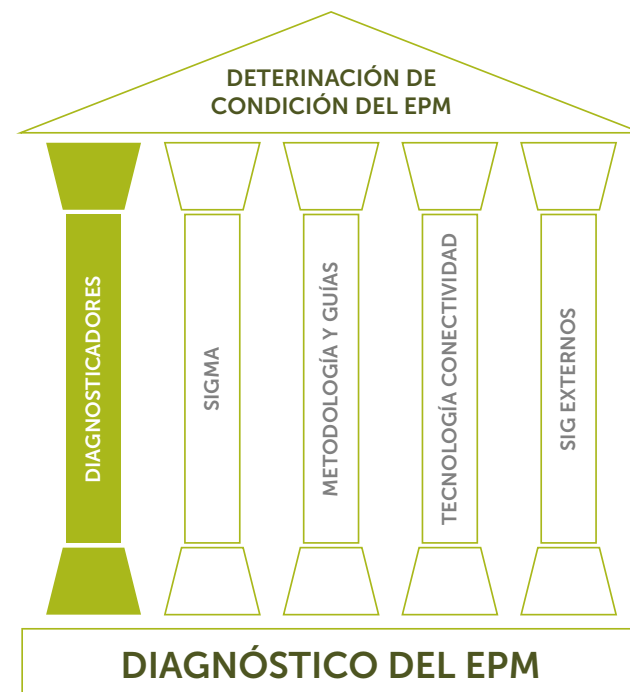 DETERINACIÓN DE
CONDICIÓN DEL EPM
DIAGNOSTICADORES
SIGMA
METODOLOGÍA Y GUÍAS
TECNOLOGÍA CONECTIVIDAD
SIG EXTERNOS
DIAGNÓSTICO DEL EPM